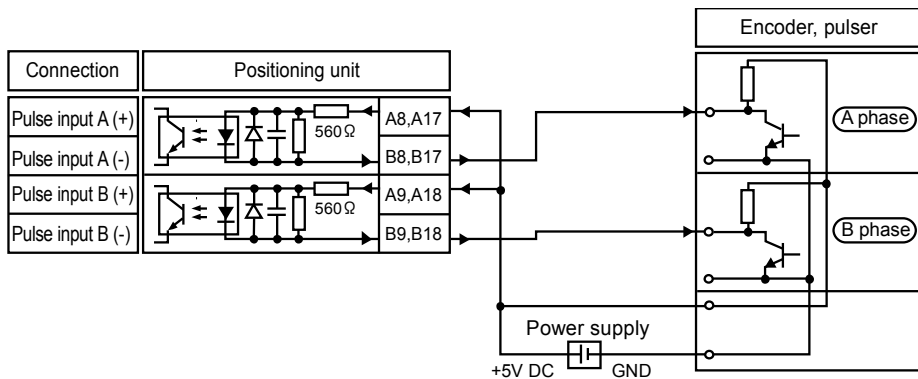 Encoder, pulser
Connection
Positioning unit
Pulse input A (+)
560Ω
A8,A17
A phase
Pulse input A (-)
B8,B17
Pulse input B (+)
560Ω
A9,A18
Pulse input B (-)
B9,B18
B phase
Power supply
+5V DC
GND